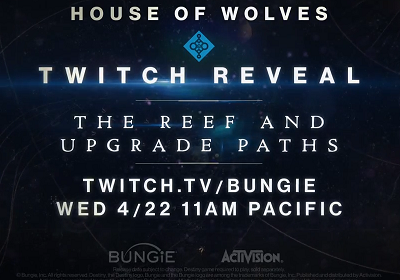 HOUSE OF WOLVES
TWITCH REVEAL
THE REEF AND
UPGRADE PATHS
TWITCH.TV/BUNGIE
WED 4/22 11AM PACIFIC
BUNGIE ACTIVISION